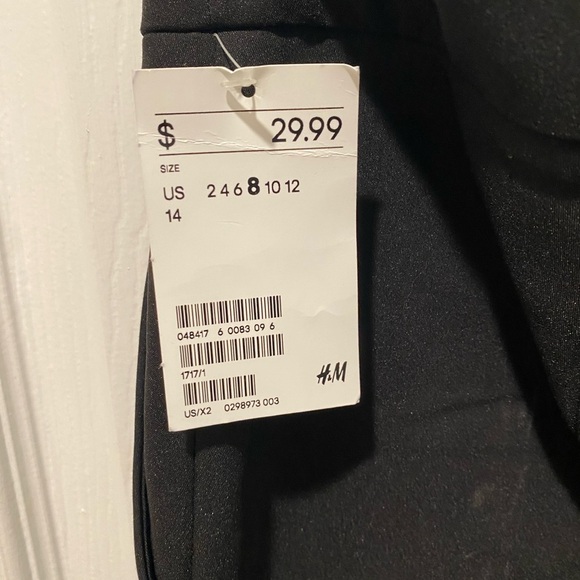 $ 29.99
SIZE
US 2 4 6 8 10 12
14
048417 6 0083 09 6
1717/1
H&M
US/X2 0298973 003